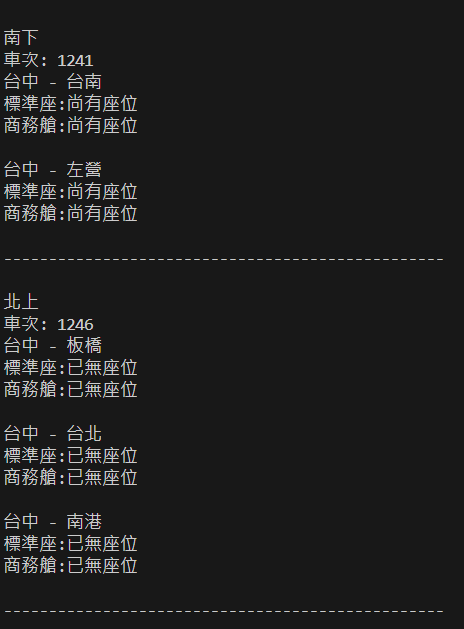 南下
車次: 1241
台中 - 台南
標準座:尚有座位
商務艙:尚有座位
台中 - 左營
標準座:尚有座位
商務艙:尚有座位
-------------------------------------------------
北上
車次: 1246
台中 - 板橋
標準座:已無座位
商務艙:已無座位
台中 - 台北
標準座:已無座位
商務艙:已無座位
台中 - 南港
標準座:已無座位
商務艙:已無座位
-------------------------------------------------